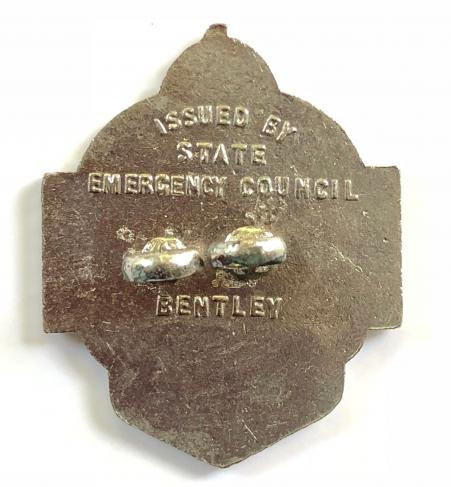 ISSUED BY
STATE
EMERGENCY COUNCIL
BENTLEY